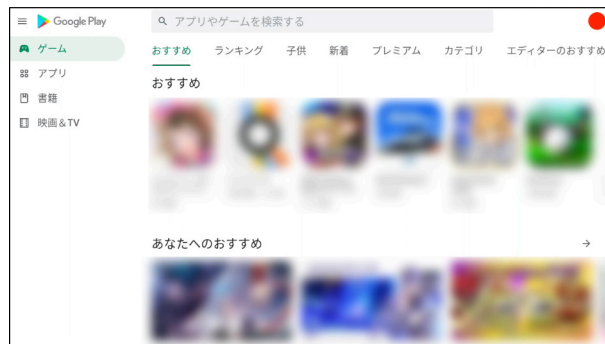 Google Play
アプリやゲームを検索する
ゲーム
アプリ
書籍
映画&TV
おすすめ ランキング 子供 新着 プレミアム カテゴリ エディターのおすすめ
おすすめ
あなたへのおすすめ